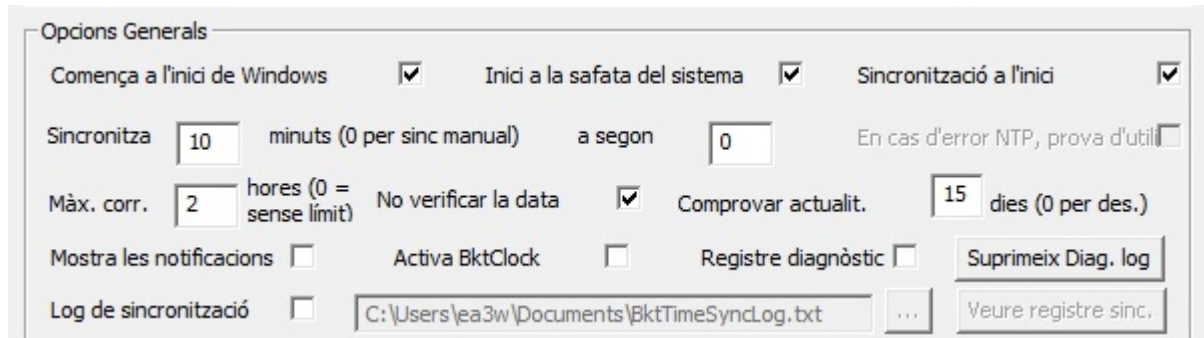 Opcions Generals
Comença a l'inici de Windows Inici a la safata del sistema Sincronització a l'inici
Sincronitza 10 minuts (0 per sinc manual) a segon 0 En cas d'error NTP, prova d'utili
Màx. corr. 2 hores (0 = sense límit) No verificar la data Comprovar actualit. 15 dies (0 per des.)
Mostra les notificacions Activa BktClock Registre diagnòstic Suprimeix Diag. log
Log de sincronització C:\Users\ea3w\Documents\BktTimeSyncLog.txt ... Veure registre sinc.